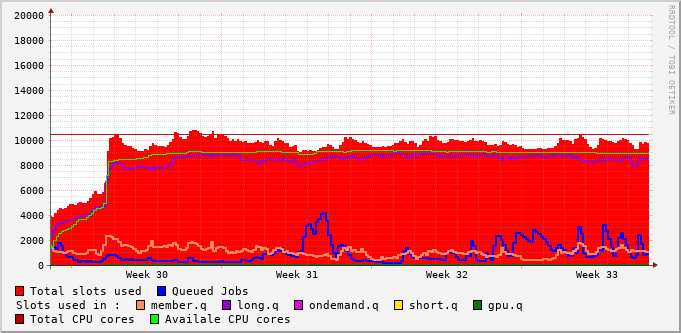 20000
18000
16000
14000
12000
10000
8000
6000
4000
2000
0
Week 30 Week 31 Week 32 Week 33
Total slots used Queued Jobs
Slots used in : member.q long.q ondemand.q short.q gpu.q
Total CPU cores Availale CPU cores
RRDTOOL / TOBI OETIKER